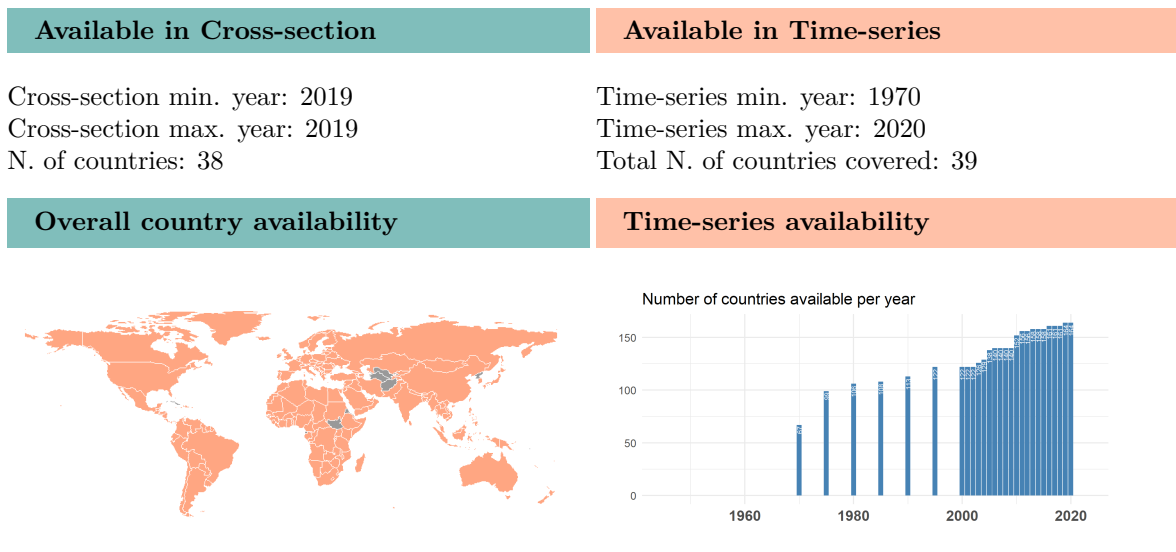 Available in Cross-section
Available in Time-series
Cross-section min. year: 2019
Cross-section max. year: 2019
N. of countries: 38
Time-series min. year: 1970
Time-series max. year: 2020
Total N. of countries covered: 39
Overall country availability
Time-series availability
Number of countries available per year
150
100
50
0
1960
1980
2000
2020